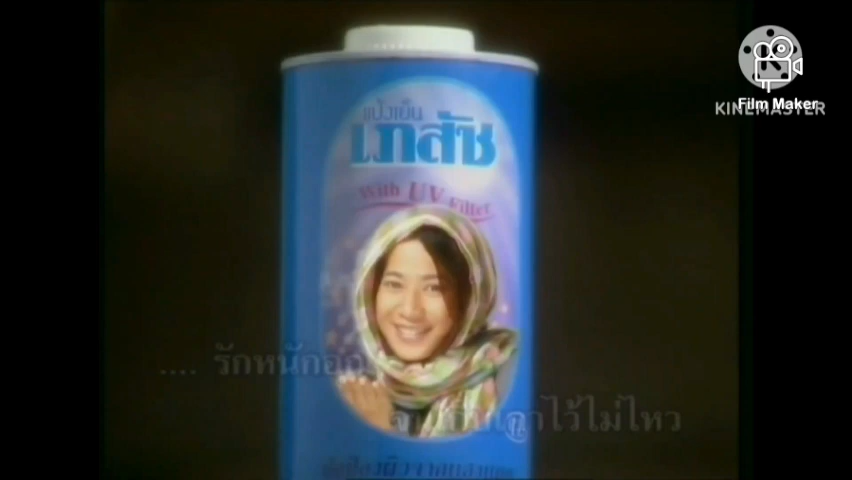 แป้งเย็น
เภสัช
With UV Filter
Film Maker
KINEMASTER
.... รักหนักอก
ไว้ไม่ไหว